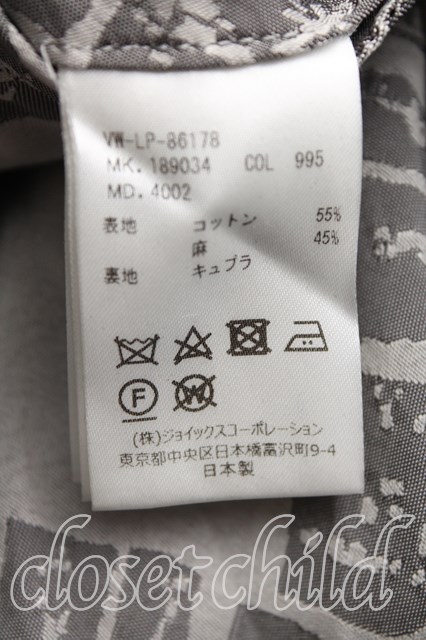 VW-LP-86178
MK. 189034 COL 995
MD. 4002
表地 コットン 55%
麻 45%
裏地 キュプラ
F W
(株)ジョイックスコーポレーション
東京都中央区日本橋富沢町9-4
日本製
closet child